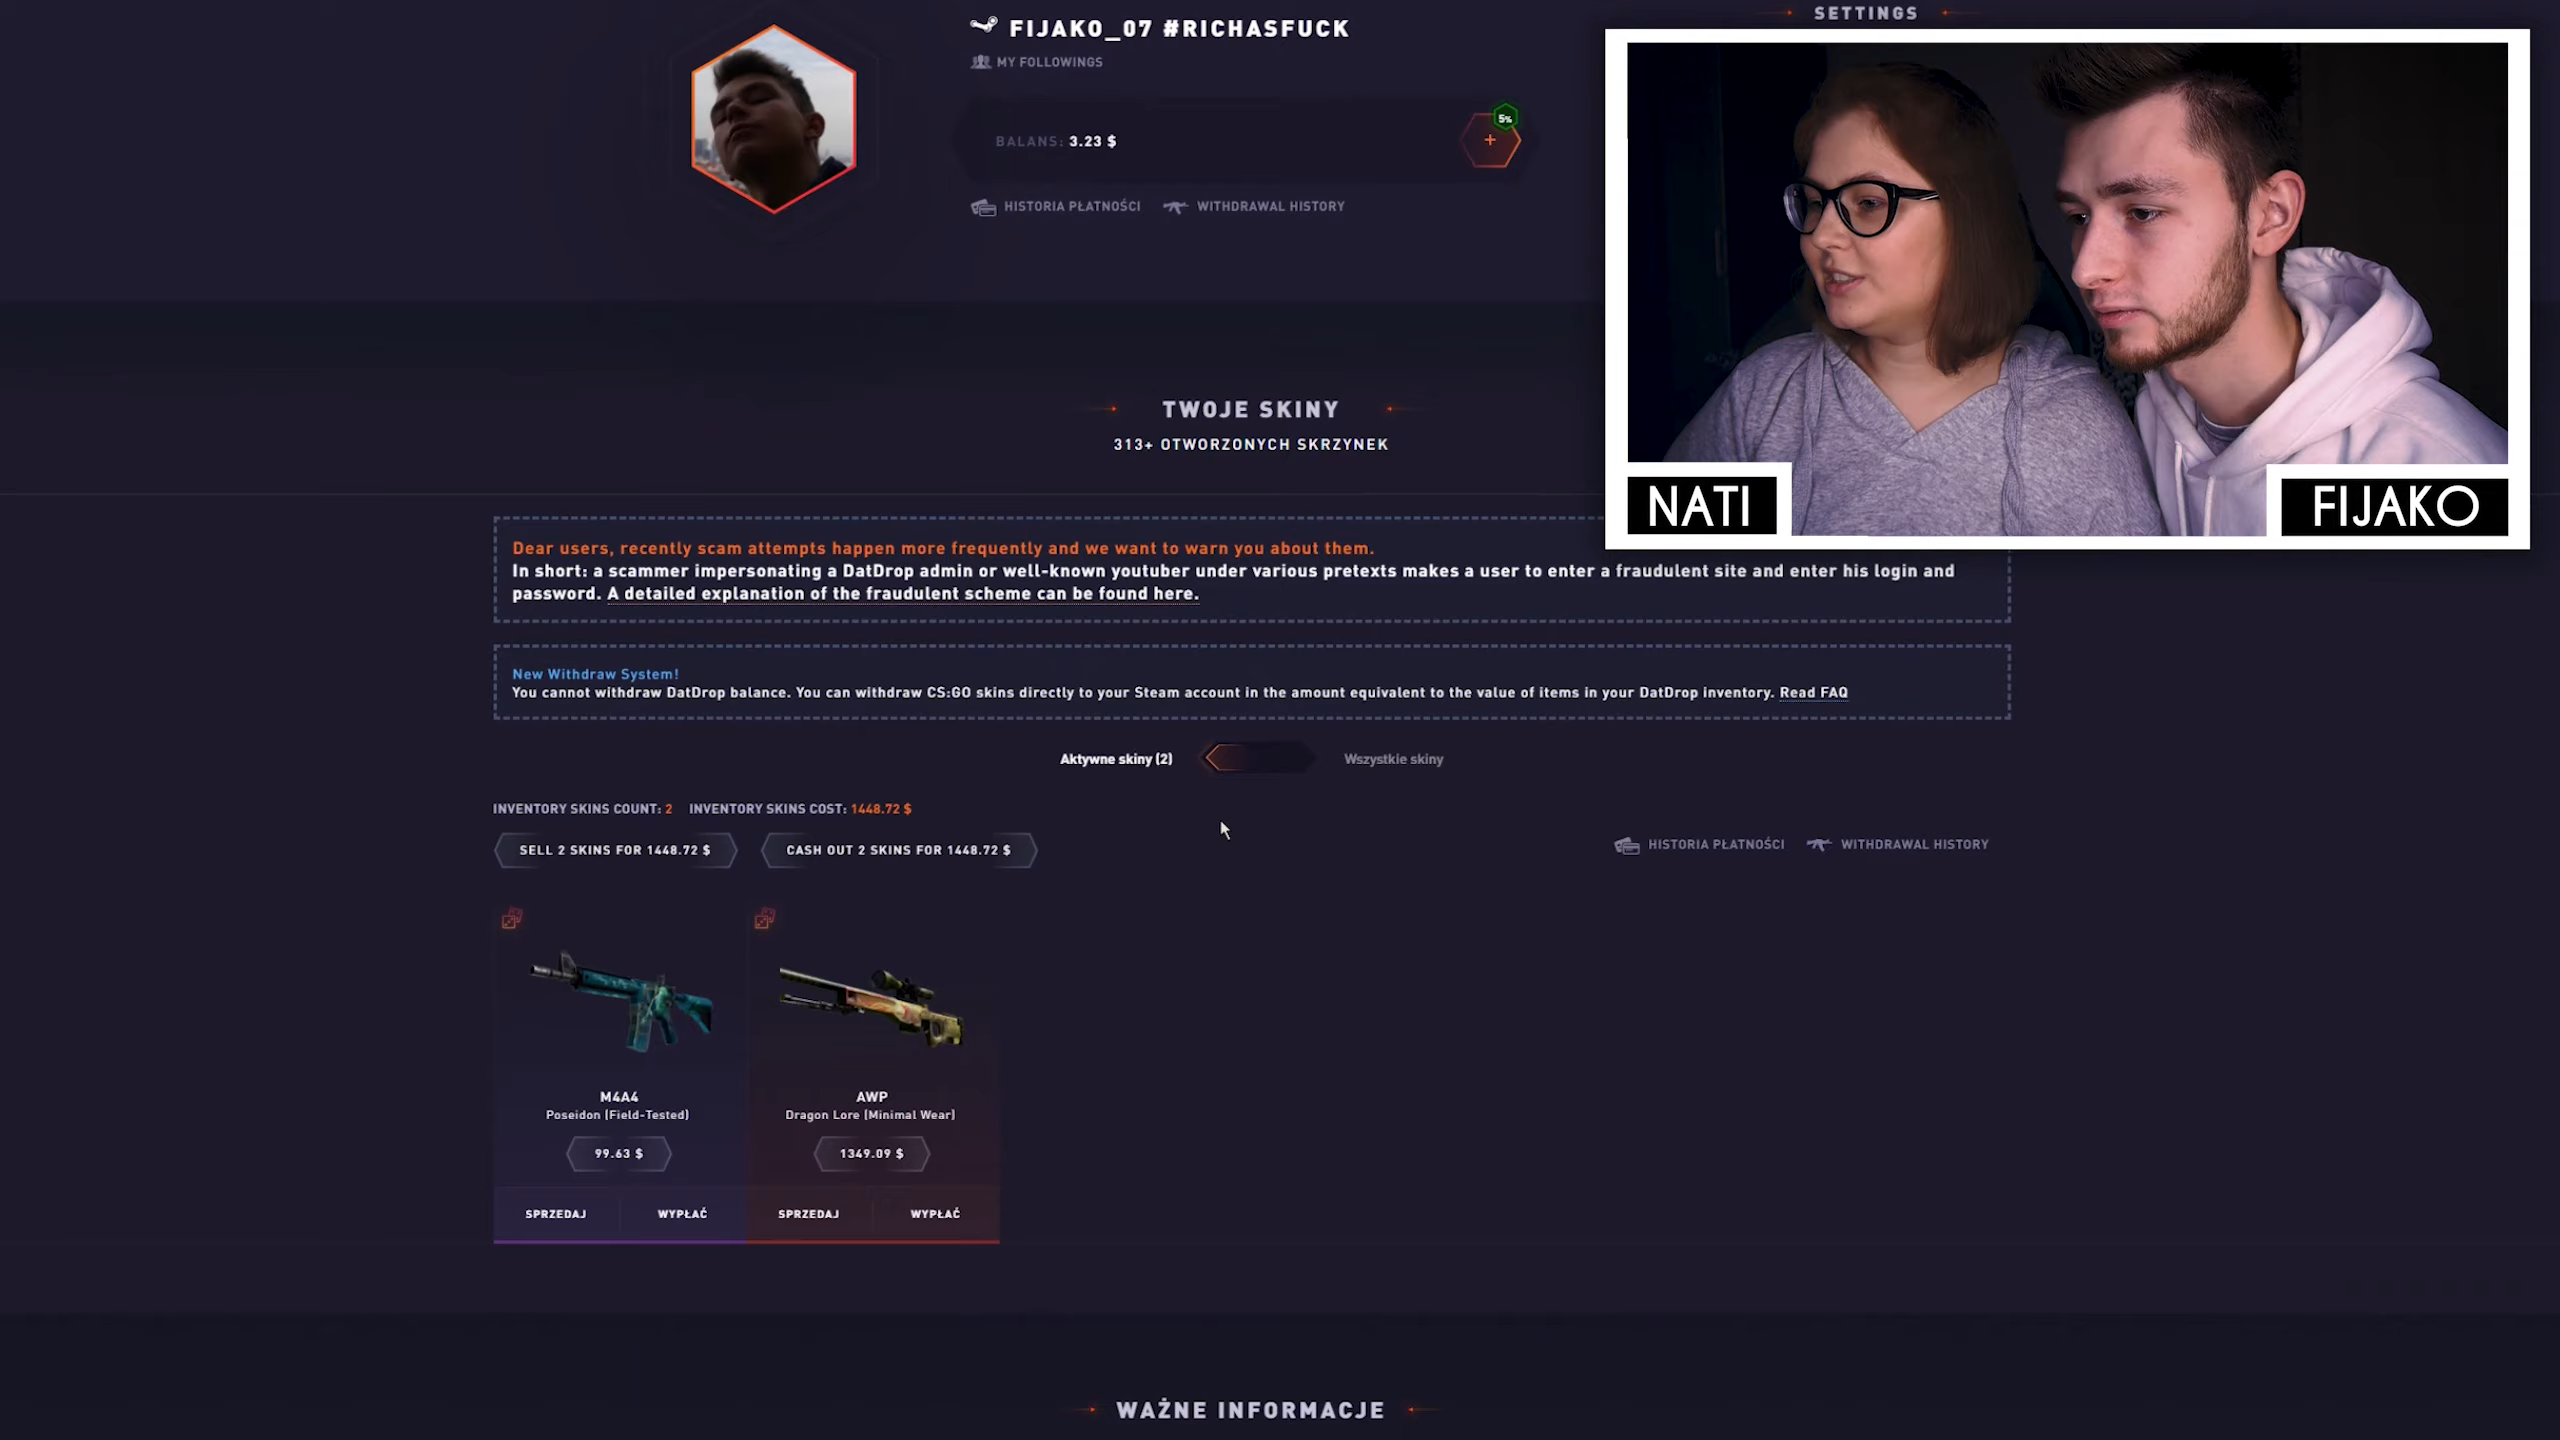 FIJAKO_07 #RICHASFUCK
MY FOLLOWINGS
BALANS: 3.23 $
5%
+
HISTORIA PŁATNOŚCI
WITHDRAWAL HISTORY
SETTINGS
NATI
FIJAKO
TWOJE SKINY
313+ OTWORZONYCH SKRZYNEK
Dear users, recently scam attempts happen more frequently and we want to warn you about them.
In short: a scammer impersonating a DatDrop admin or well-known youtuber under various pretexts makes a user to enter a fraudulent site and enter his login and
password. A detailed explanation of the fraudulent scheme can be found here.
New Withdraw System!
You cannot withdraw DatDrop balance. You can withdraw CS:GO skins directly to your Steam account in the amount equivalent to the value of items in your DatDrop inventory. Read FAQ
Aktywne skiny (2)
Wszystkie skiny
INVENTORY SKINS COUNT: 2 INVENTORY SKINS COST: 1448.72 $
SELL 2 SKINS FOR 1448.72 $
CASH OUT 2 SKINS FOR 1448.72 $
HISTORIA PŁATNOŚCI
WITHDRAWAL HISTORY
M4A4
Poseidon (Field-Tested)
99.63 $
SPRZEDAJ
WYPŁAĆ
AWP
Dragon Lore (Minimal Wear)
1349.09 $
SPRZEDAJ
WYPŁAĆ
WAŻNE INFORMACJE